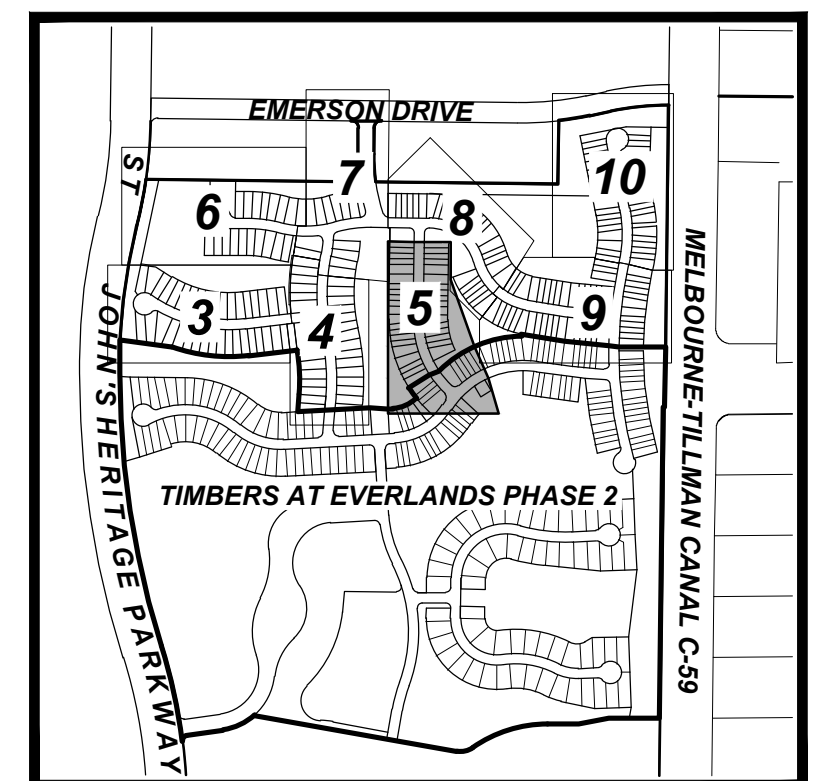 EMERSON DRIVE
7
10
6
8
5
3
4
9
ST JOHN'S HERITAGE PARKWAY
MELBOURNE-TILLMAN CANAL C-59
TIMBERS AT EVERLANDS PHASE 2